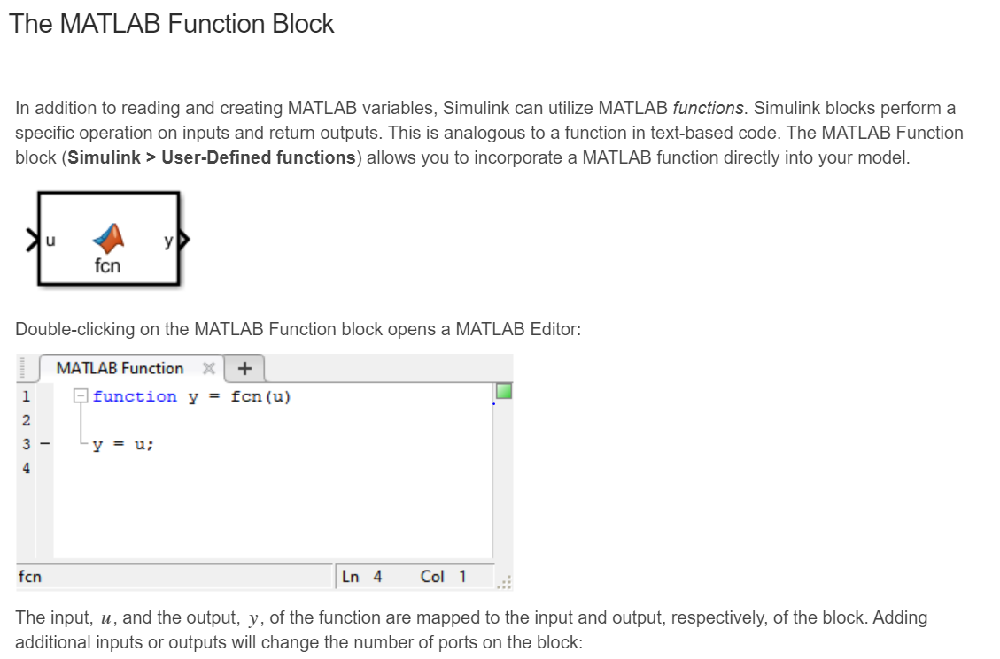 The MATLAB Function Block
In addition to reading and creating MATLAB variables, Simulink can utilize MATLAB functions. Simulink blocks perform a
specific operation on inputs and return outputs. This is analogous to a function in text-based code. The MATLAB Function
block (Simulink > User-Defined functions) allows you to incorporate a MATLAB function directly into your model.
u y
fcn
Double-clicking on the MATLAB Function block opens a MATLAB Editor:
MATLAB Function × +
1 function y = fcn(u)
2
3 – y = u;
4
fcn Ln 4 Col 1
The input, u, and the output, y, of the function are mapped to the input and output, respectively, of the block. Adding
additional inputs or outputs will change the number of ports on the block: